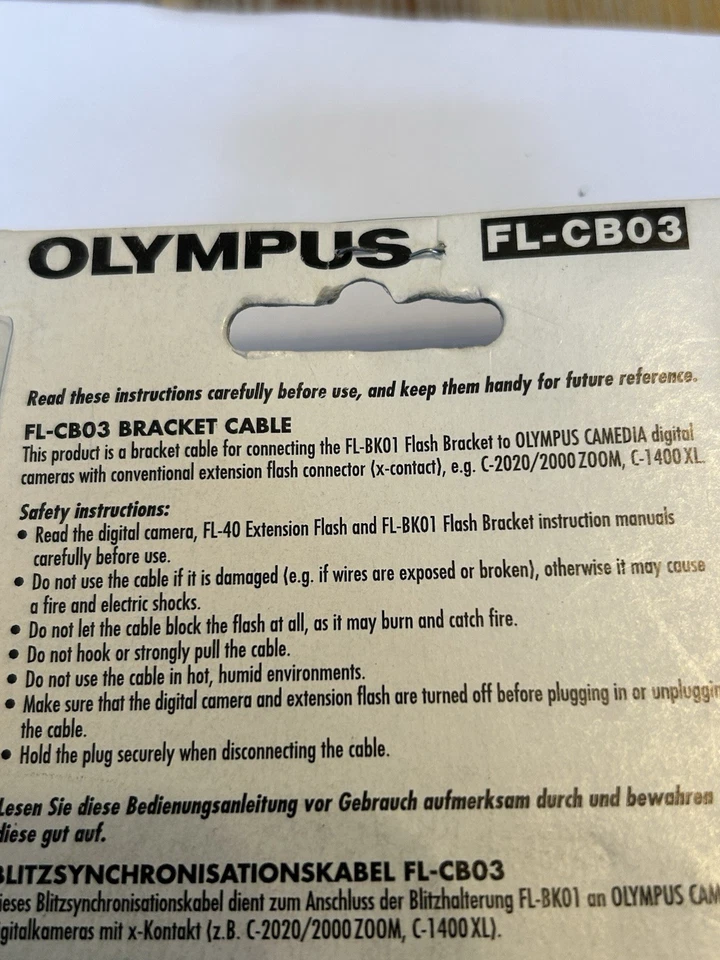 OLYMPUS FL-CB03
Read these instructions carefully before use, and keep them handy for future reference.
FL-CB03 BRACKET CABLE
This product is a bracket cable for connecting the FL-BK01 Flash Bracket to OLYMPUS CAMEDIA digital
cameras with conventional extension flash connector (x-contact), e.g. C-2020/2000ZOOM, C-1400XL.
Safety instructions:
• Read the digital camera, FL-40 Extension Flash and FL-BK01 Flash Bracket instruction manuals
carefully before use.
• Do not use the cable if it is damaged (e.g. if wires are exposed or broken), otherwise it may cause
a fire and electric shocks.
• Do not let the cable block the flash at all, as it may burn and catch fire.
• Do not hook or strongly pull the cable.
• Do not use the cable in hot, humid environments.
• Make sure that the digital camera and extension flash are turned off before plugging in or unpluggin
the cable.
• Hold the plug securely when disconnecting the cable.
Lesen Sie diese Bedienungsanleitung vor Gebrauch aufmerksam durch und bewahren
diese gut auf.
BLITZSYNCHRONISATIONSKABEL FL-CB03
ieses Blitzsynchronisationskabel dient zum Anschluss der Blitzhalterung FL-BK01 an OLYMPUS CAM
gitalkameras mit x-Kontakt (z.B. C-2020/2000ZOOM, C-1400XL).